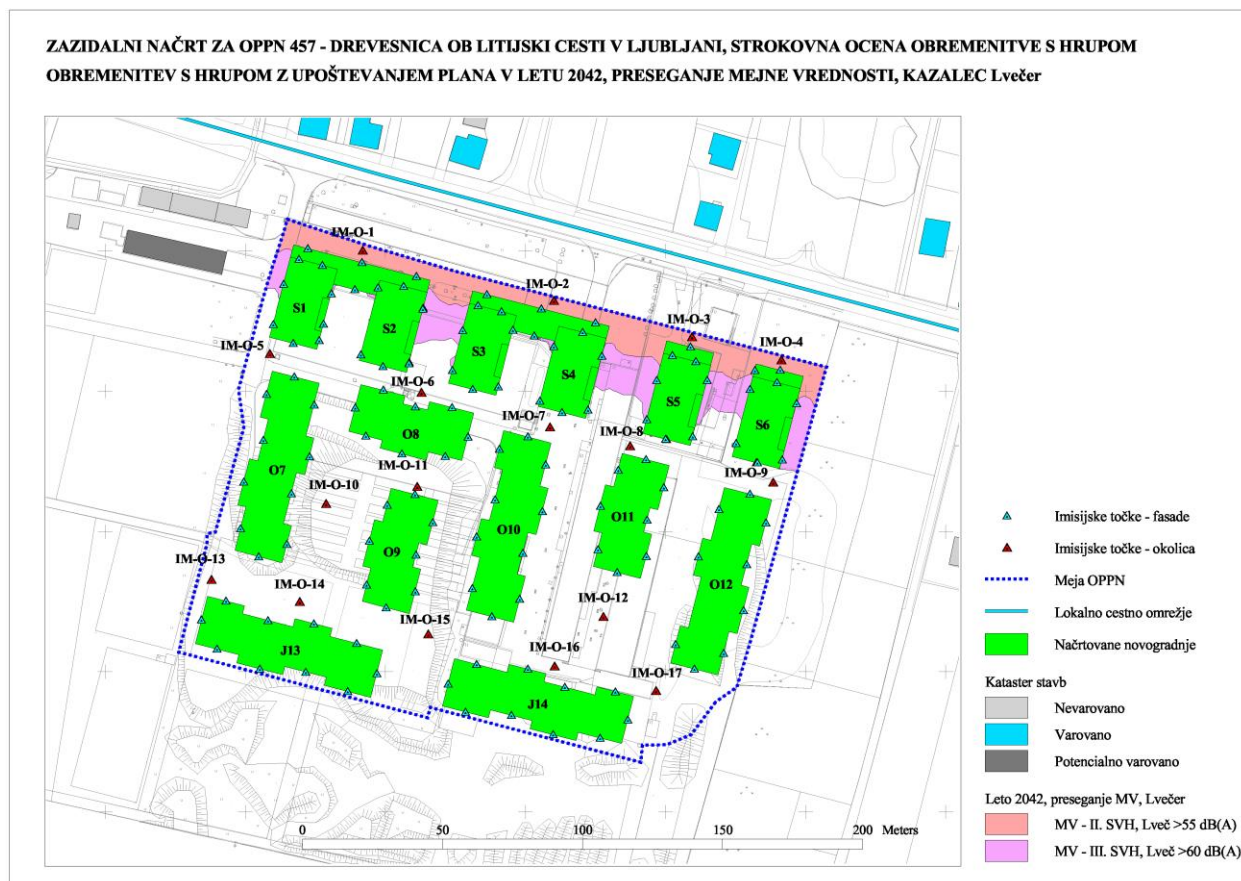 ZAZIDALNI NAČRT ZA OPPN 457 - DREVESNICA OB LITIJSKI CESTI V LJUBLJANI, STROKOVNA OCENA OBREMENITVE S HRUPOM
OBREMENITEV S HRUPOM Z UPOŠTEVANJEM PLANA V LETU 2042, PRESEGANJE MEJNE VREDNOSTI, KAZALEC Lvečer
IM-O-1
IM-O-2
IM-O-3
IM-O-4
S1
S2
S3
S4
S5
S6
IM-O-5
IM-O-6
IM-O-7
IM-O-8
IM-O-9
O7
O8
IM-O-10
IM-O-11
O9
O10
O11
O12
IM-O-12
IM-O-13
IM-O-14
IM-O-15
IM-O-16
IM-O-17
J13
J14
0 50 100 150 200 Meters
Imisijske točke - fasade
Imisijske točke - okolica
Meja OPPN
Lokalno cestno omrežje
Načrtovane novogradnje
Kataster stavb
Nevarovano
Varovano
Potencialno varovano
Leto 2042, preseganje MV, Lvečer
MV - II. SVH, Lveč >55 dB(A)
MV - III. SVH, Lveč >60 dB(A)